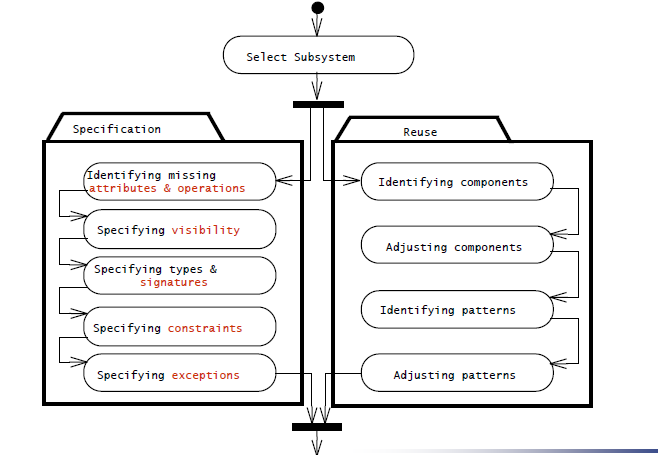 Select Subsystem
Specification
Identifying missing
attributes & operations
Specifying visibility
Specifying types &
signatures
Specifying constraints
Specifying exceptions
Reuse
Identifying components
Adjusting components
Identifying patterns
Adjusting patterns